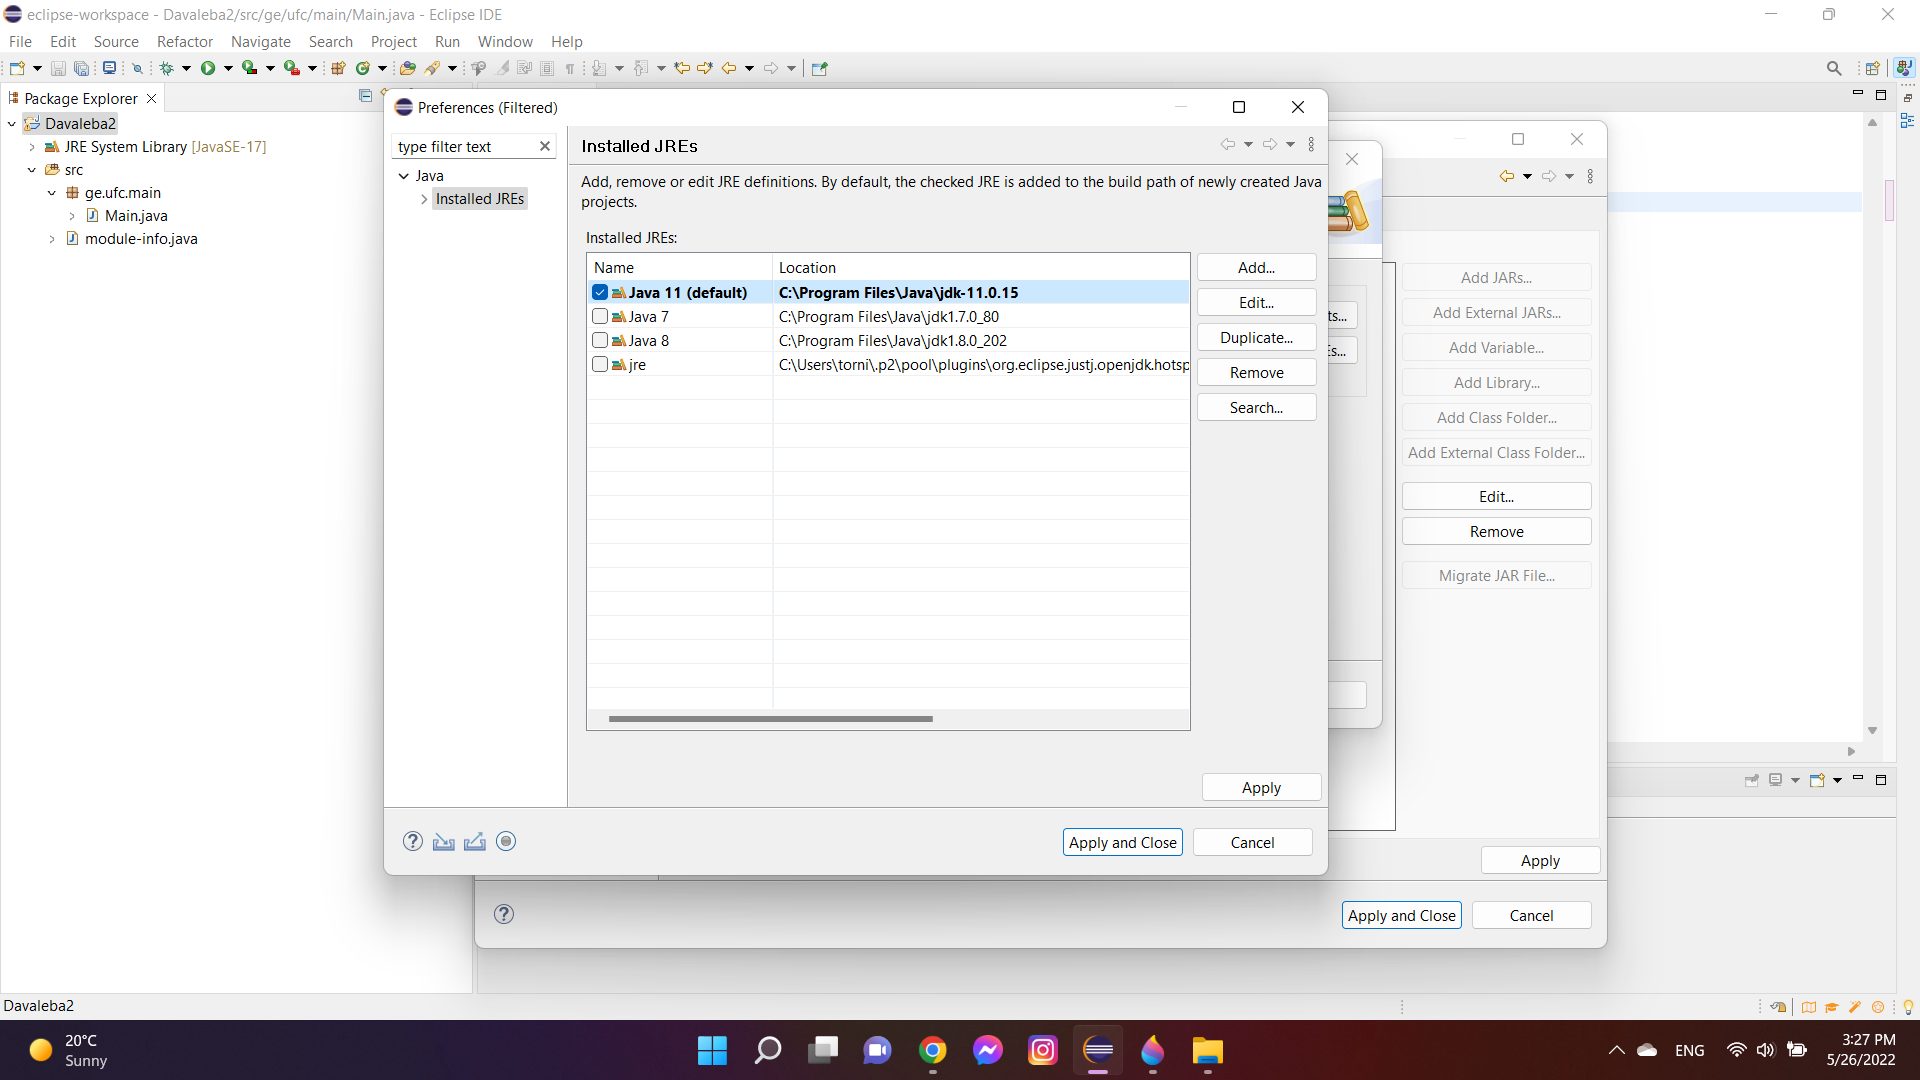 eclipse-workspace - Davaleba2/src/ge/ufc/main/Main.java - Eclipse IDE
File Edit Source Refactor Navigate Search Project Run Window Help
Package Explorer
Davaleba2
JRE System Library [JavaSE-17]
src
ge.ufc.main
Main.java
module-info.java
Preferences (Filtered)
type filter text
Java
Installed JREs
Installed JREs
Add, remove or edit JRE definitions. By default, the checked JRE is added to the build path of newly created Java
projects.
Installed JREs:
Name Location
Java 11 (default) C:\Program Files\Java\jdk-11.0.15
Java 7 C:\Program Files\Java\jdk1.7.0_80
Java 8 C:\Program Files\Java\jdk1.8.0_202
jre C:\Users\torni\.p2\pool\plugins\org.eclipse.justj.openjdk.hotsp
Add...
Edit...
Duplicate...
Remove
Search...
Apply
Apply and Close Cancel
ts...
Es...
Add JARs...
Add External JARs...
Add Variable...
Add Library...
Add Class Folder...
Add External Class Folder...
Edit...
Remove
Migrate JAR File...
Apply
Apply and Close Cancel
Davaleba2
20°C
Sunny
ENG
3:27 PM
5/26/2022